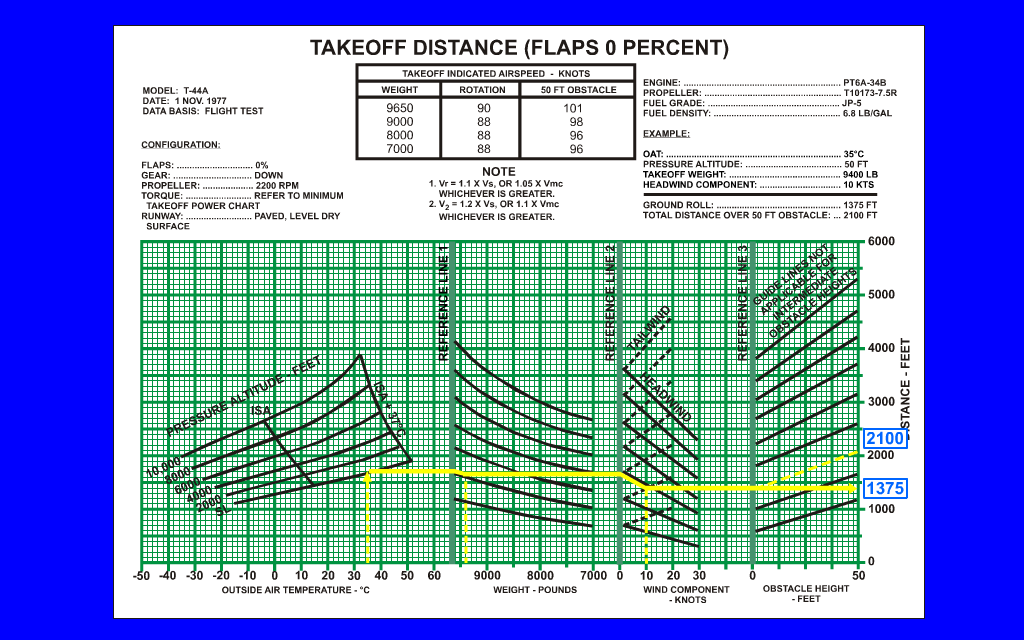 TAKEOFF DISTANCE (FLAPS 0 PERCENT)
MODEL: T-44A
DATE: 1 NOV. 1977
DATA BASIS: FLIGHT TEST
CONFIGURATION:
FLAPS: ............................ 0%
GEAR: ............................. DOWN
PROPELLER: ................... 2200 RPM
TORQUE: ........................ REFER TO MINIMUM
TAKEOFF POWER CHART
RUNWAY: ........................ PAVED, LEVEL DRY
SURFACE
TAKEOFF INDICATED AIRSPEED - KNOTS
WEIGHT ROTATION 50 FT OBSTACLE
9650 90 101
9000 88 98
8000 88 96
7000 88 96
NOTE
1. Vr = 1.1 X Vs, OR 1.05 X Vmc
WHICHEVER IS GREATER.
2. V2 = 1.2 X Vs, OR 1.1 X Vmc
WHICHEVER IS GREATER.
ENGINE: .......................................................... PT6A-34B
PROPELLER: .................................................. T10173-7.5R
FUEL GRADE: ................................................ JP-5
FUEL DENSITY: .............................................. 6.8 LB/GAL
EXAMPLE:
OAT: ................................................................ 35°C
PRESSURE ALTITUDE: .................................. 50 FT
TAKEOFF WEIGHT: ........................................ 9400 LB
HEADWIND COMPONENT: ............................. 10 KTS
GROUND ROLL: .............................................. 1375 FT
TOTAL DISTANCE OVER 50 FT OBSTACLE: ... 2100 FT
REFERENCE LINE 1
REFERENCE LINE 2
REFERENCE LINE 3
GUIDE LINES NOT
APPLICABLE FOR
INTERMEDIATE
OBSTACLE HEIGHTS
TAILWIND
HEADWIND
PRESSURE ALTITUDE - FEET
ISA
ISA + 37°C
10,000
8000
6000
4000
2000
SL
6000
5000
4000
3000
2100
2000
1375
1000
0
STANCE - FEET
-50 -40 -30 -20 -10 0 10 20 30 40 50 60 9000 8000 7000 0 10 20 30 0 50
OUTSIDE AIR TEMPERATURE - °C
WEIGHT - POUNDS
WIND COMPONENT
- KNOTS
OBSTACLE HEIGHT
- FEET